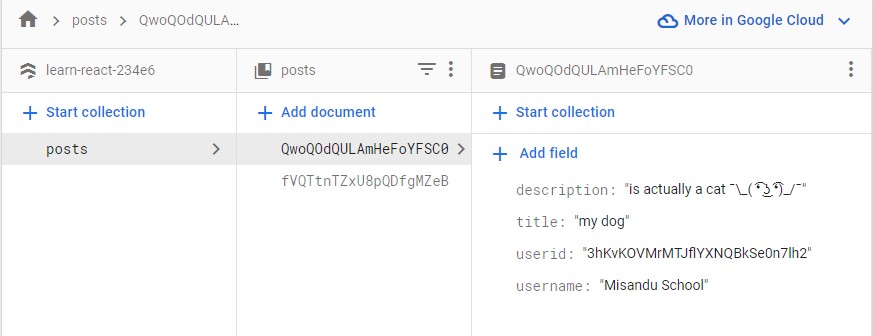 posts QwoQOdQULA… More in Google Cloud
learn-react-234e6
+ Start collection
posts
posts
+ Add document
QwoQOdQULAmHeFoYFSC0
fVQTtnTZxU8pQDfgMZeB
QwoQOdQULAmHeFoYFSC0
+ Start collection
+ Add field
description: "is actually a cat ¯\_( ͡° ͜ʖ ͡°)_/¯"
title: "my dog"
userid: "3hKvKOVMrMTJflYXNQBkSe0n7lh2"
username: "Misandu School"